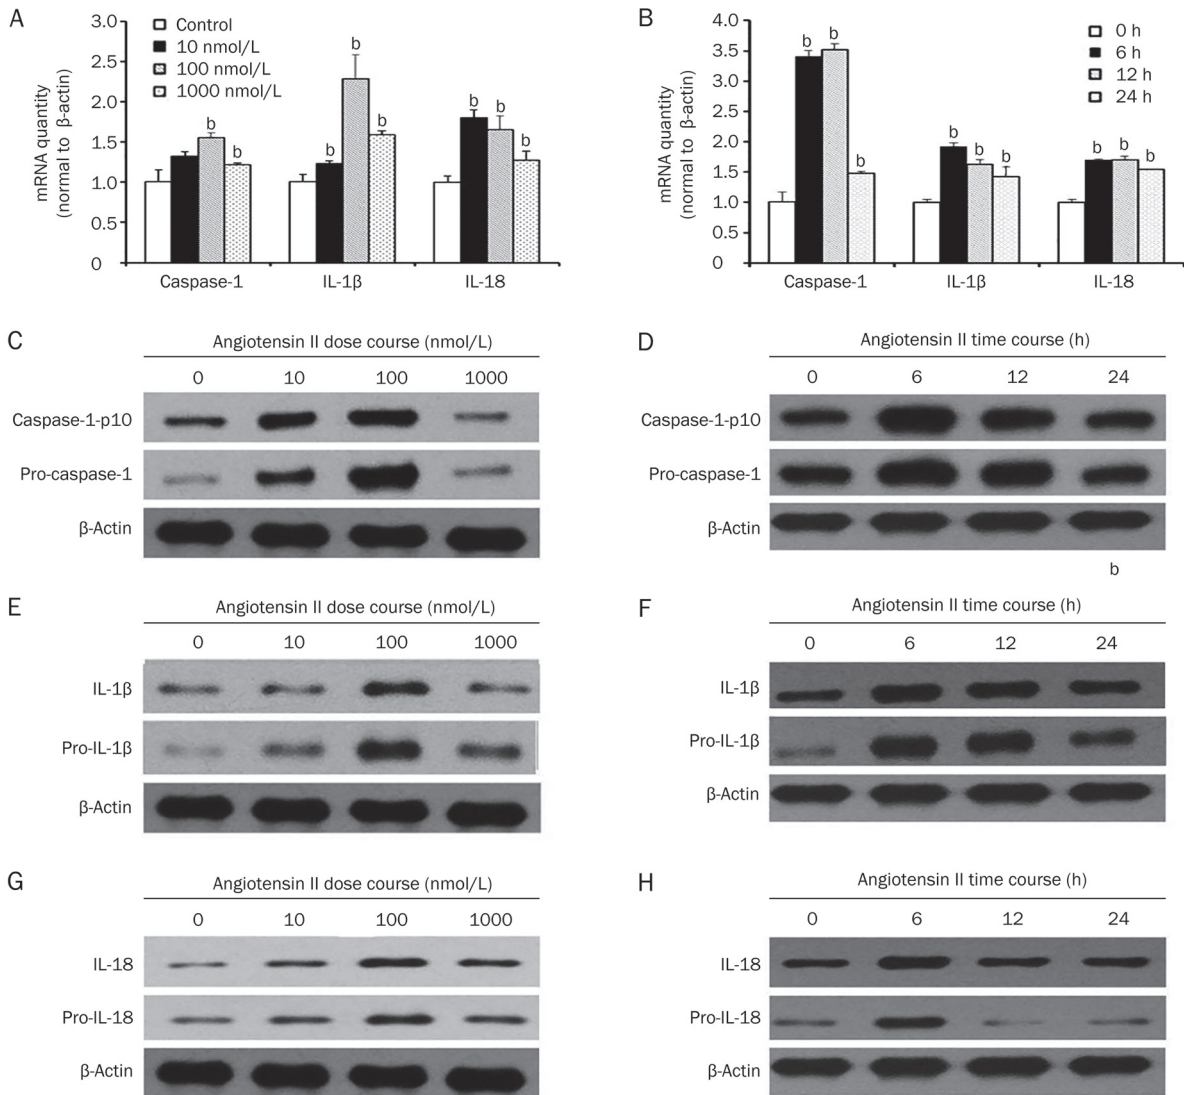 A
mRNA quantity
(normal to β-actin)
3.0
2.5
2.0
1.5
1.0
0.5
0
Control
10 nmol/L
100 nmol/L
1000 nmol/L
b
b
b
b
b
b
b
b
Caspase-1
IL-1β
IL-18
B
mRNA quantity
(normal to β-actin)
4.0
3.5
3.0
2.5
2.0
1.5
1.0
0.5
0
0 h
6 h
12 h
24 h
b
b
b
b
b
b
b
b
b
Caspase-1
IL-1β
IL-18
C
Angiotensin II dose course (nmol/L)
0 10 100 1000
Caspase-1-p10
Pro-caspase-1
β-Actin
D
Angiotensin II time course (h)
0 6 12 24
Caspase-1-p10
Pro-caspase-1
β-Actin
b
E
Angiotensin II dose course (nmol/L)
0 10 100 1000
IL-1β
Pro-IL-1β
β-Actin
F
Angiotensin II time course (h)
0 6 12 24
IL-1β
Pro-IL-1β
β-Actin
G
Angiotensin II dose course (nmol/L)
0 10 100 1000
IL-18
Pro-IL-18
β-Actin
H
Angiotensin II time course (h)
0 6 12 24
IL-18
Pro-IL-18
β-Actin